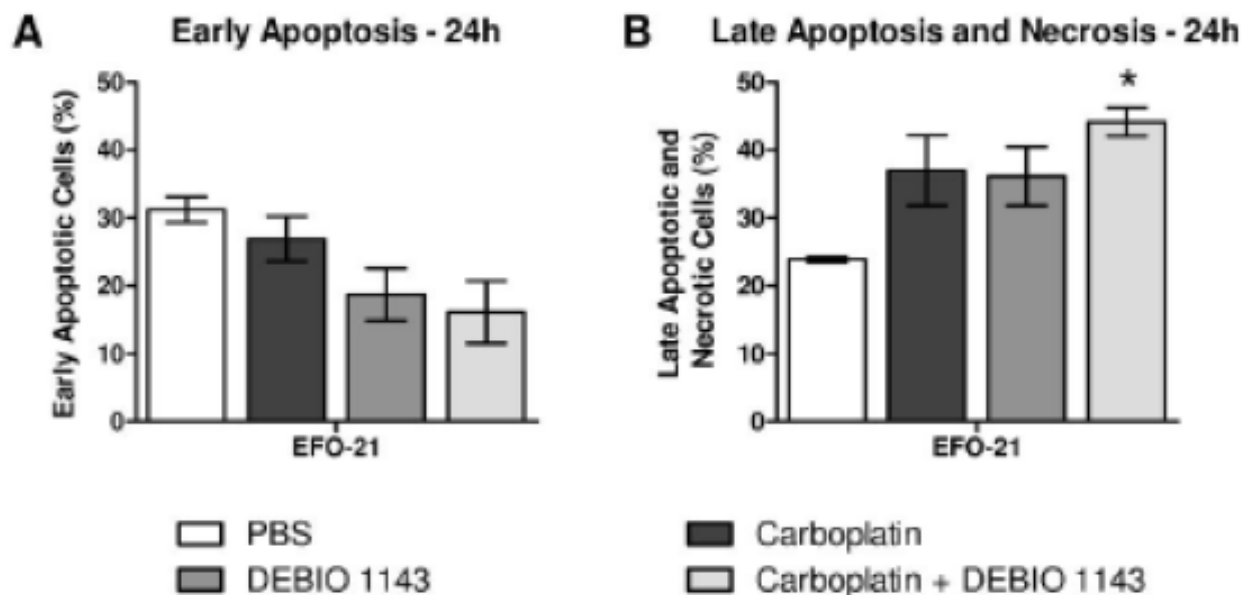 A Early Apoptosis - 24h
Early Apoptotic Cells (%)
50
40
30
20
10
0
EFO-21
B Late Apoptosis and Necrosis - 24h
*
Late Apoptotic and
Necrotic Cells (%)
50
40
30
20
10
0
EFO-21
PBS
DEBIO 1143
Carboplatin
Carboplatin + DEBIO 1143